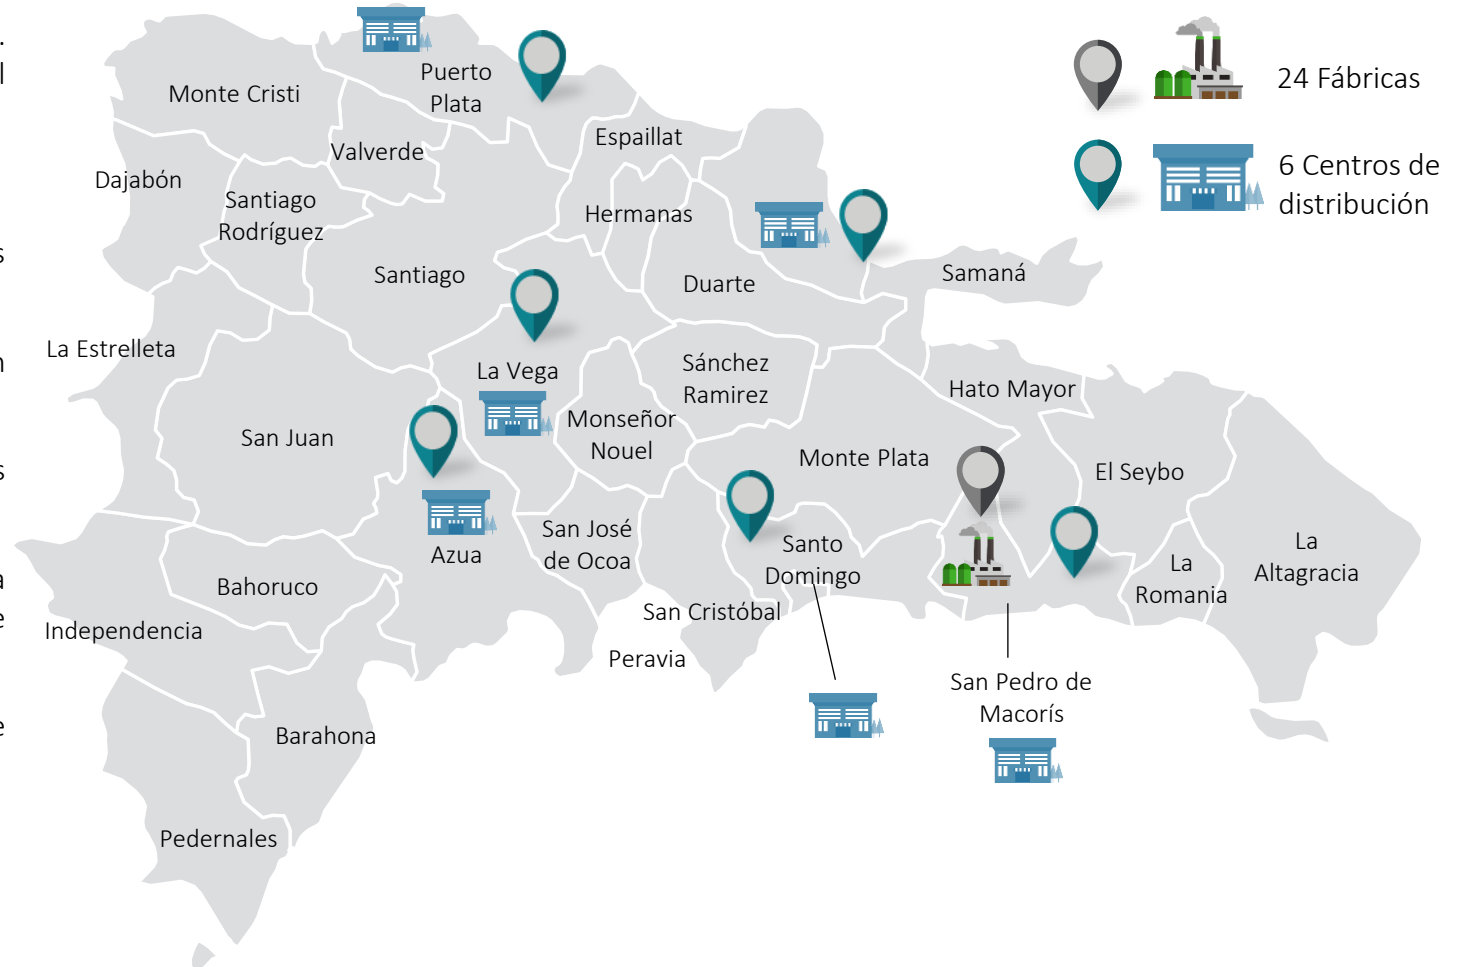 .
l
s
n
s
a
e
e
24 Fábricas
6 Centros de
distribución
Puerto
Plata
Monte Cristi
Espaillat
Valverde
Dajabón
Santiago
Rodríguez
Hermanas
Santiago
Duarte
Samaná
La Estrelleta
La Vega
Sánchez
Ramirez
Hato Mayor
San Juan
Monseñor
Nouel
Monte Plata
El Seybo
Azua
San José
de Ocoa
Santo
Domingo
La
Romania
La
Altagracia
Bahoruco
San Cristóbal
Independencia
Peravia
San Pedro de
Macorís
Barahona
Pedernales